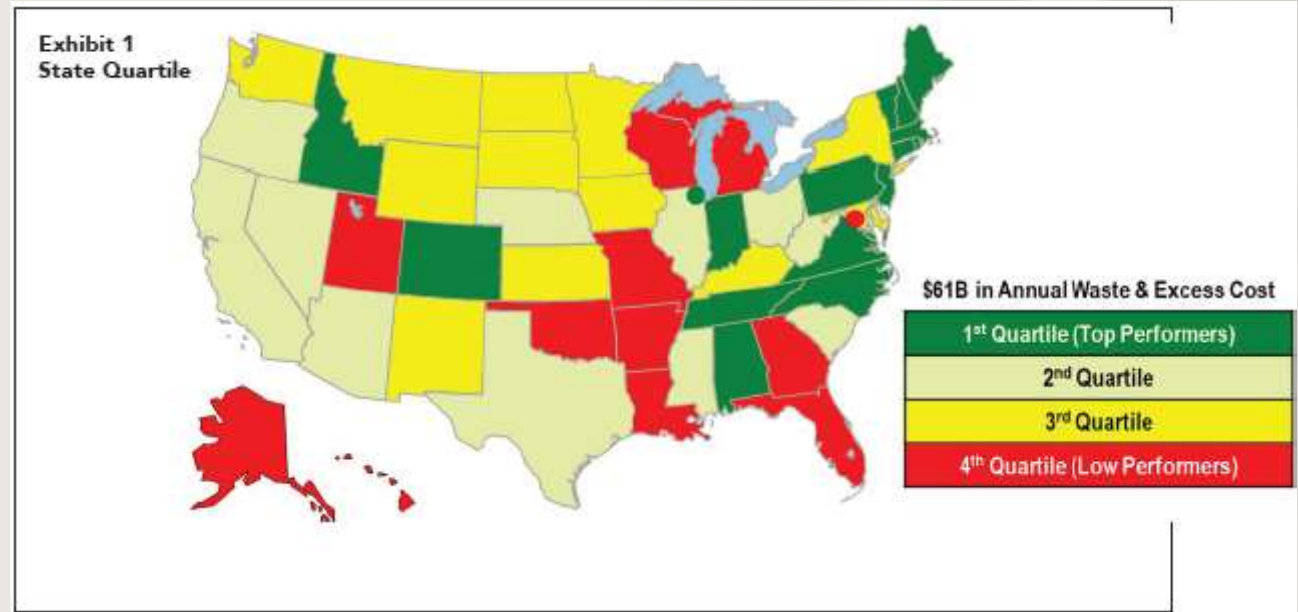 Exhibit 1
State Quartile
$61B in Annual Waste & Excess Cost
1st Quartile (Top Performers)
2nd Quartile
3rd Quartile
4th Quartile (Low Performers)